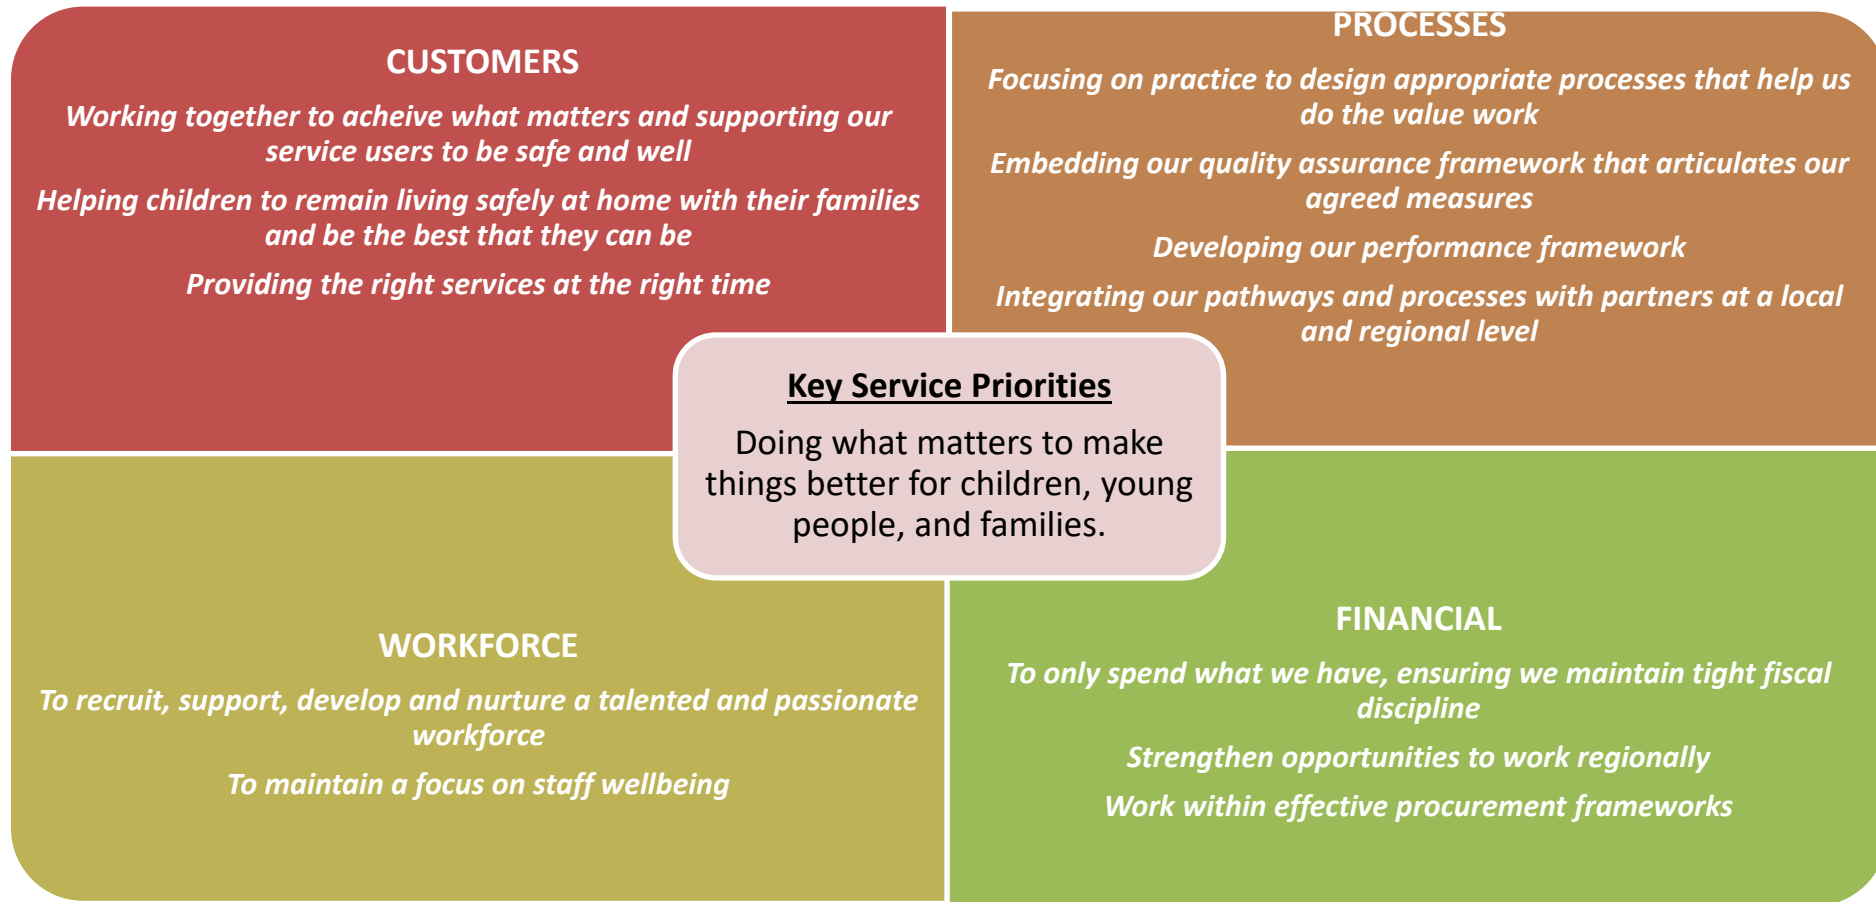 CUSTOMERS
Working together to acheive what matters and supporting our
service users to be safe and well
Helping children to remain living safely at home with their families
and be the best that they can be
Providing the right services at the right time
PROCESSES
Focusing on practice to design appropriate processes that help us
do the value work
Embedding our quality assurance framework that articulates our
agreed measures
Developing our performance framework
Integrating our pathways and processes with partners at a local
and regional level
Key Service Priorities
Doing what matters to make
things better for children, young
people, and families.
WORKFORCE
To recruit, support, develop and nurture a talented and passionate
workforce
To maintain a focus on staff wellbeing
FINANCIAL
To only spend what we have, ensuring we maintain tight fiscal
discipline
Strengthen opportunities to work regionally
Work within effective procurement frameworks